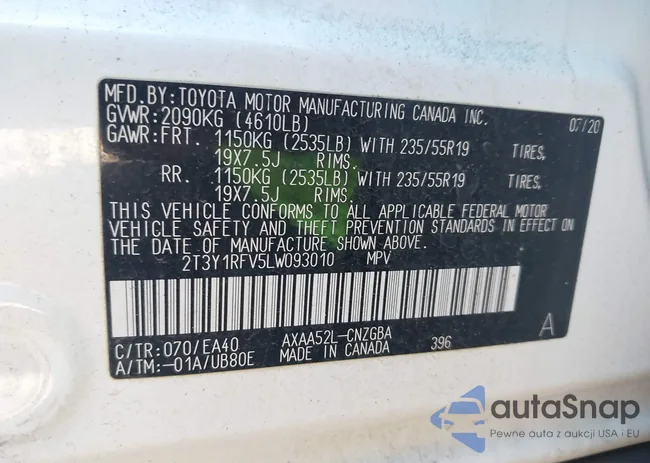 MFD.BY:TOYOTA MOTOR MANUFACTURING CANADA INC.
GVWR:2090KG (4610LB) 07/20
GAWR:FRT. 1150KG (2535LB) WITH 235/55R19 TIRES,
19X7.5J RIMS.
RR. 1150KG (2535LB) WITH 235/55R19 TIRES,
19X7.5J RIMS.
THIS VEHICLE CONFORMS TO ALL APPLICABLE FEDERAL MOTOR
VEHICLE SAFETY AND THEFT PREVENTION STANDARDS IN EFFECT ON
THE DATE OF MANUFACTURE SHOWN ABOVE.
2T3Y1RFV5LW093010 MPV
C/TR:070/EA40 AXAA52L-CNZGBA A
A/TM:-01A/UB80E MADE IN CANADA 396
autaSnap
Pewne auta z aukcji USA i EU